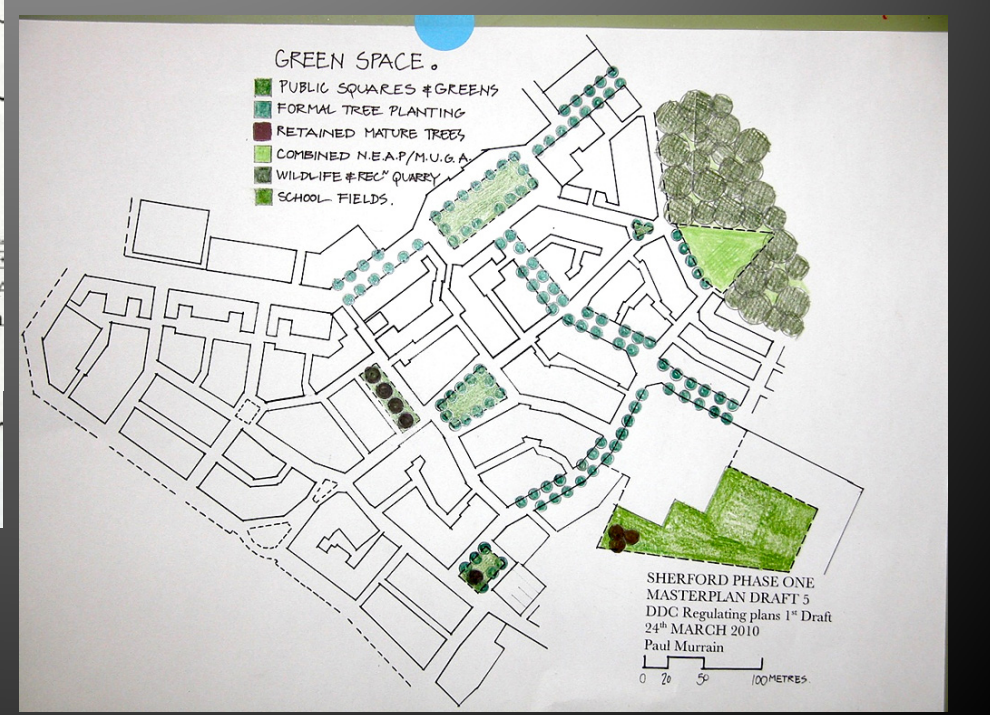 GREEN SPACE.
PUBLIC SQUARES & GREENS
FORMAL TREE PLANTING
RETAINED MATURE TREES
COMBINED N.E.A.P/M.U.G.A.
WILDLIFE & RECN QUARRY
SCHOOL FIELDS.
SHERFORD PHASE ONE
MASTERPLAN DRAFT 5
DDC Regulating plans 1st Draft
24th MARCH 2010
Paul Murrain
0 20 50 100 METRES.